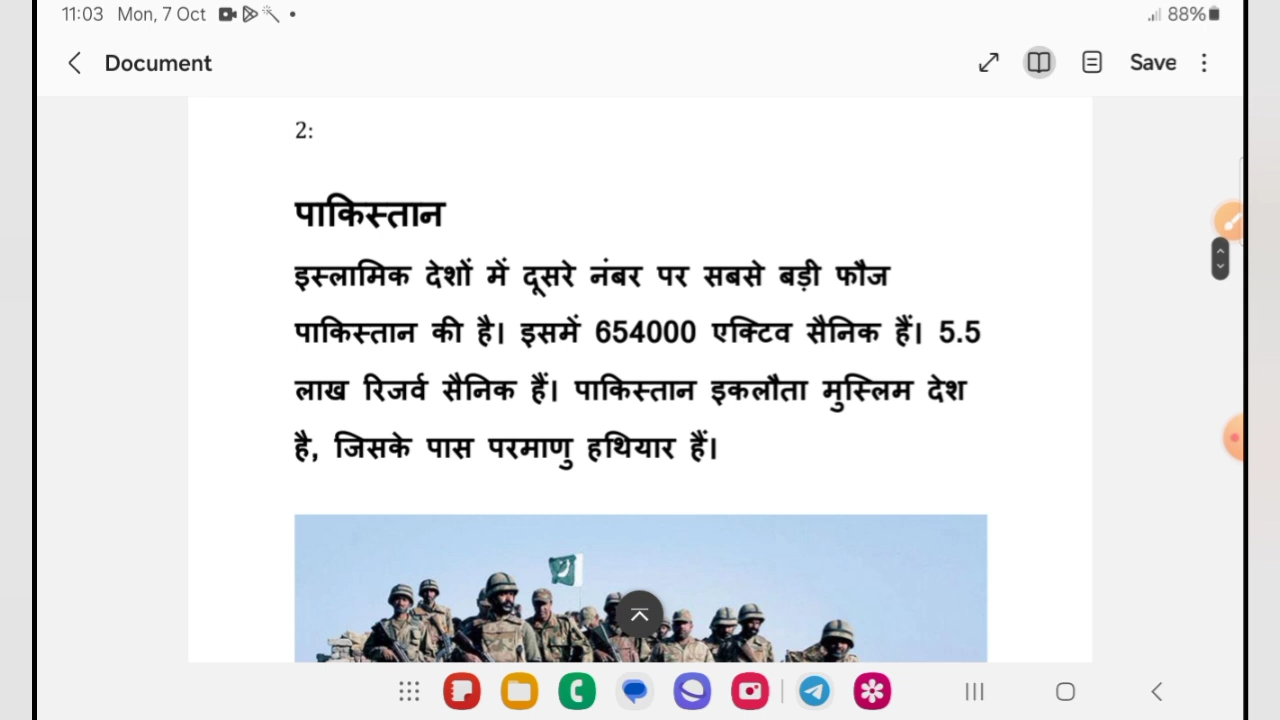 11:03 Mon, 7 Oct
88%
Document
Save
2:
पाकिस्तान
इस्लामिक देशों में दूसरे नंबर पर सबसे बड़ी फौज
पाकिस्तान की है। इसमें 654000 एक्टिव सैनिक हैं। 5.5
लाख रिजर्व सैनिक हैं। पाकिस्तान इकलौता मुस्लिम देश
है, जिसके पास परमाणु हथियार हैं।